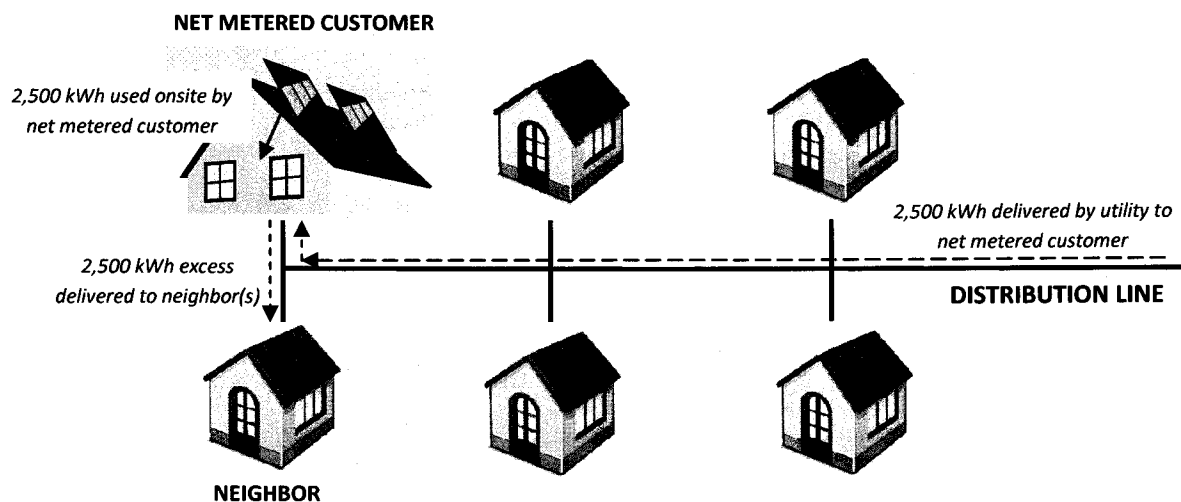 NET METERED CUSTOMER
2,500 kWh used onsite by
net metered customer
2,500 kWh delivered by utility to
net metered customer
2,500 kWh excess
delivered to neighbor(s)
DISTRIBUTION LINE
NEIGHBOR